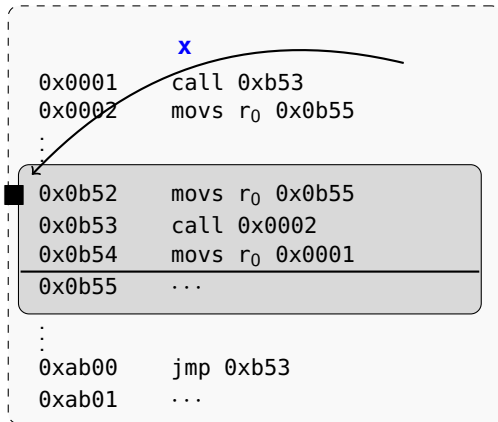 x
0x0001 call 0xb53
0x0002 movs r₀ 0x0b55
⋮
0x0b52 movs r₀ 0x0b55
0x0b53 call 0x0002
0x0b54 movs r₀ 0x0001
0x0b55 ···
⋮
0xab00 jmp 0xb53
0xab01 ···